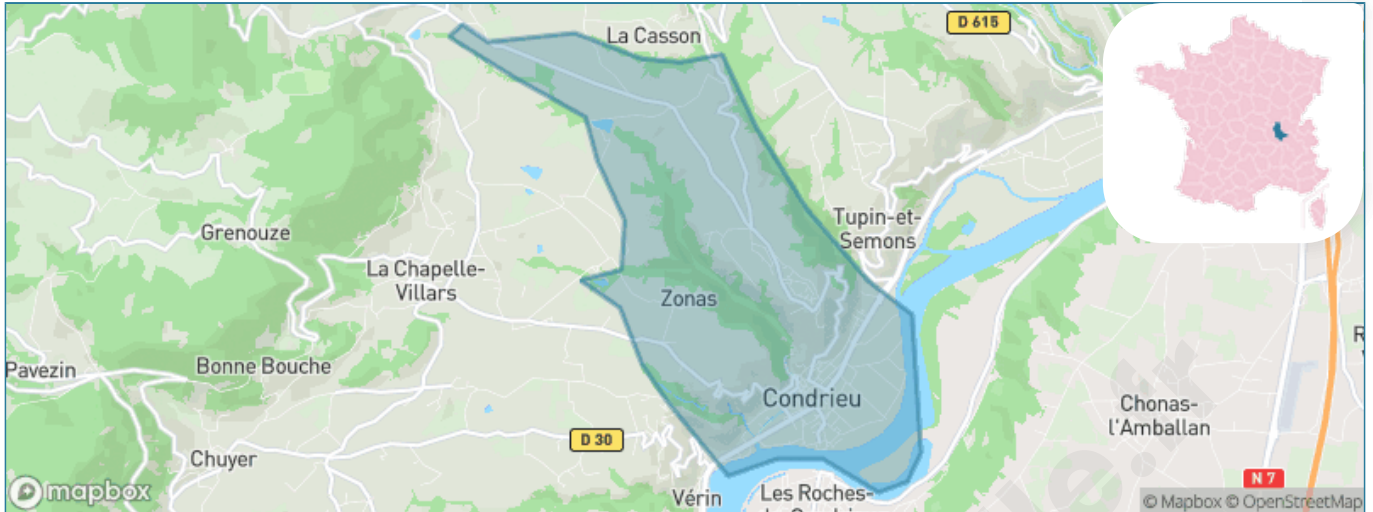 D 615
La Casson
Tupin-et-
Semons
Grenouze
La Chapelle-
Villars
Zonas
Pavezin
Bonne Bouche
Condrieu
Chonas-
l'Amballan
D 30
Chuyer
N 7
mapbox
Vérin
Les Roches-
© Mapbox © OpenStreetMap